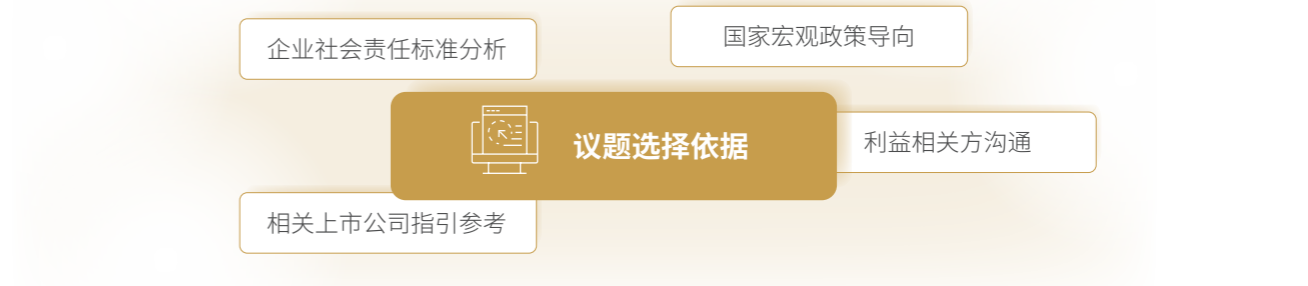 国家宏观政策导向
企业社会责任标准分析
议题选择依据
利益相关方沟通
相关上市公司指引参考